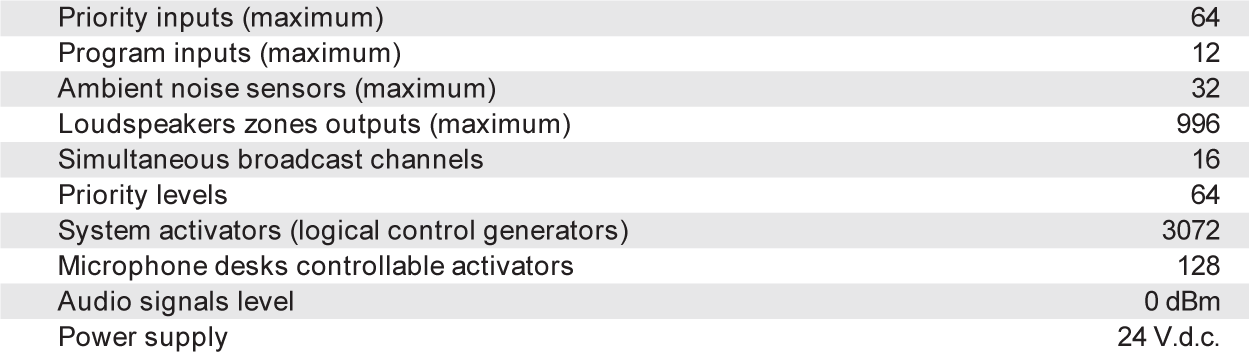 Priority inputs (maximum) 64
Program inputs (maximum) 12
Ambient noise sensors (maximum) 32
Loudspeakers zones outputs (maximum) 996
Simultaneous broadcast channels 16
Priority levels 64
System activators (logical control generators) 3072
Microphone desks controllable activators 128
Audio signals level 0 dBm
Power supply 24 V.d.c.